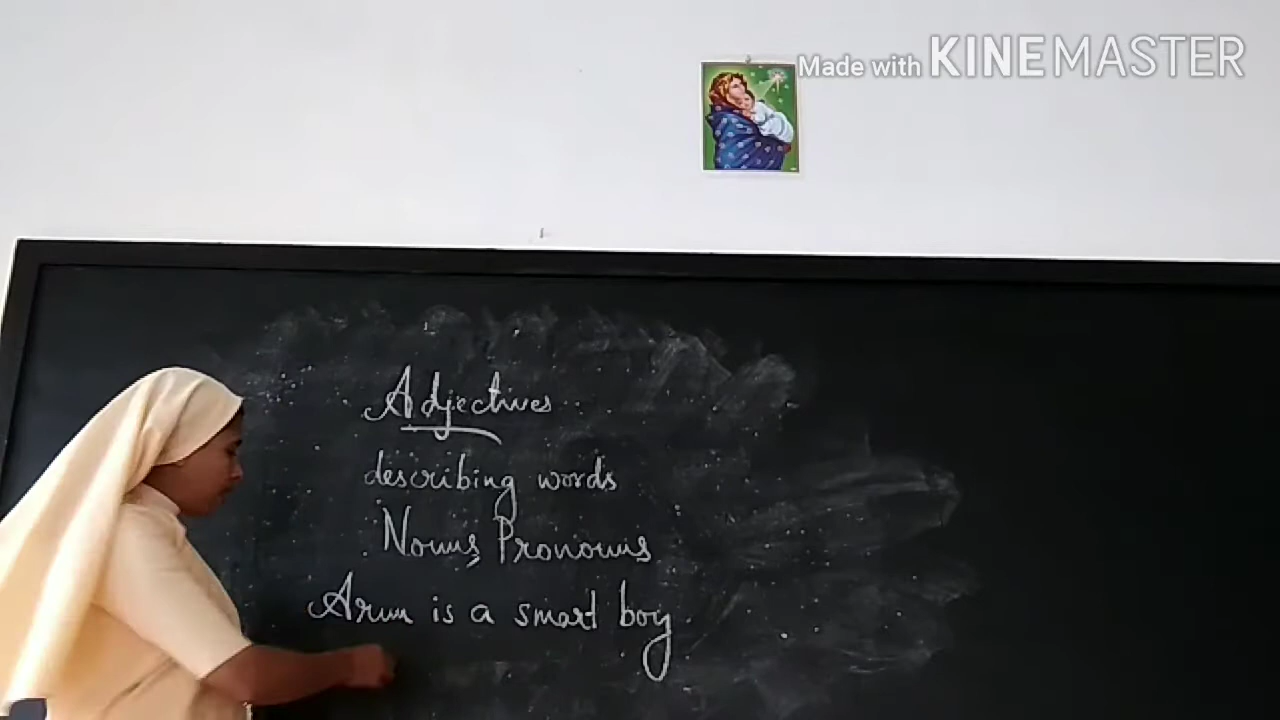 Made with KINEMASTER
Adjectives
describing words
Nouns, Pronouns
Arun is a smart boy.